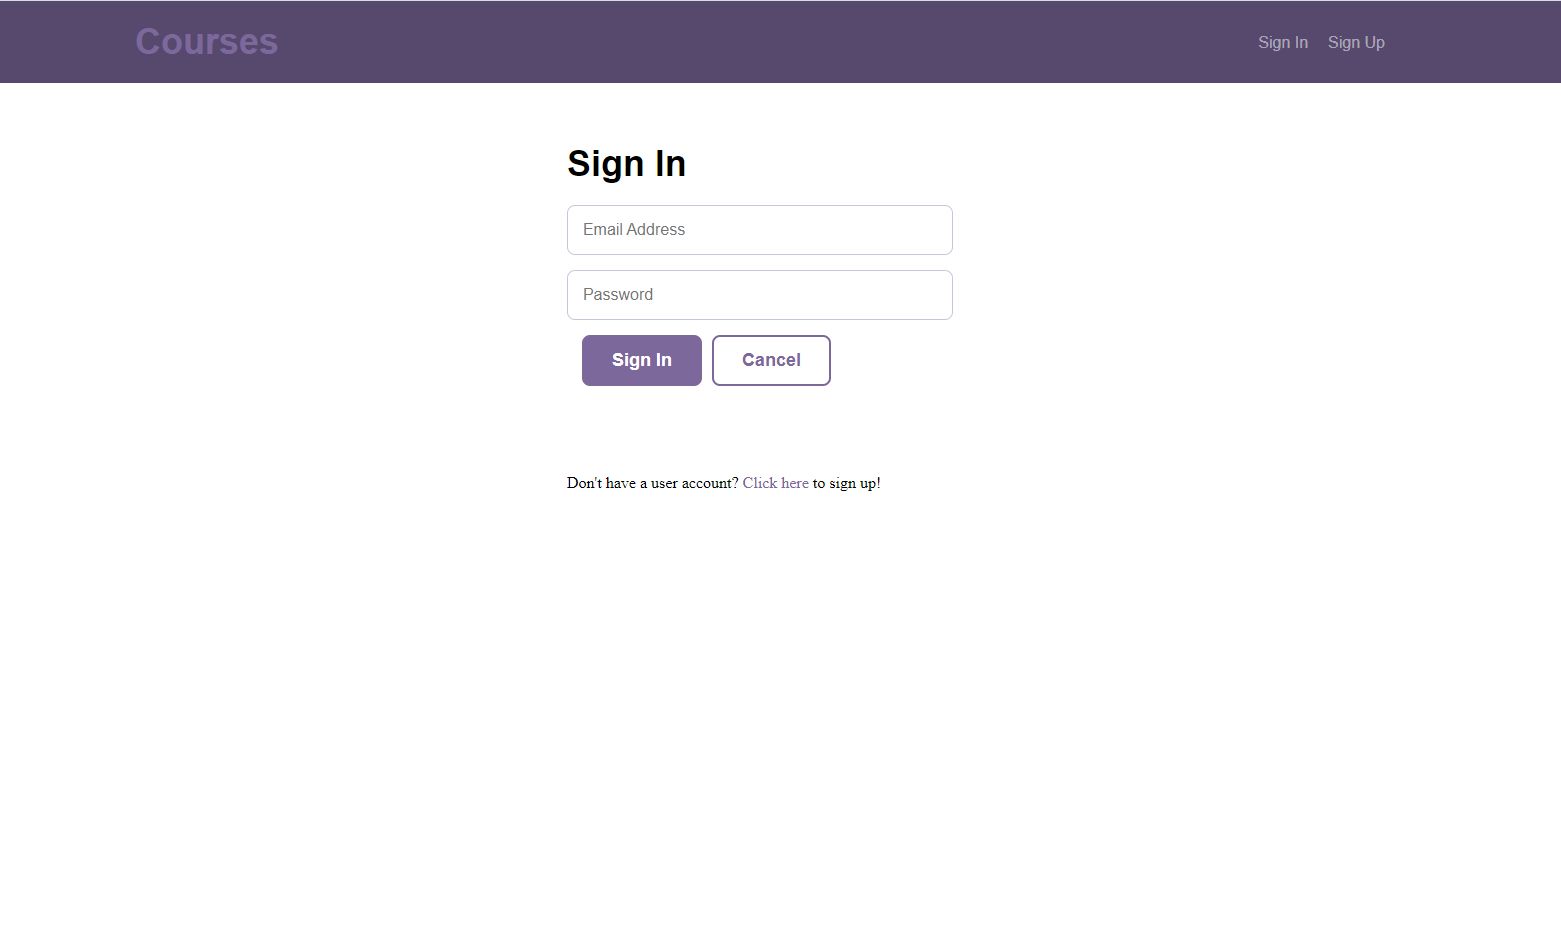 Courses
Sign In Sign Up
Sign In
Email Address
Password
Sign In Cancel
Don't have a user account? Click here to sign up!